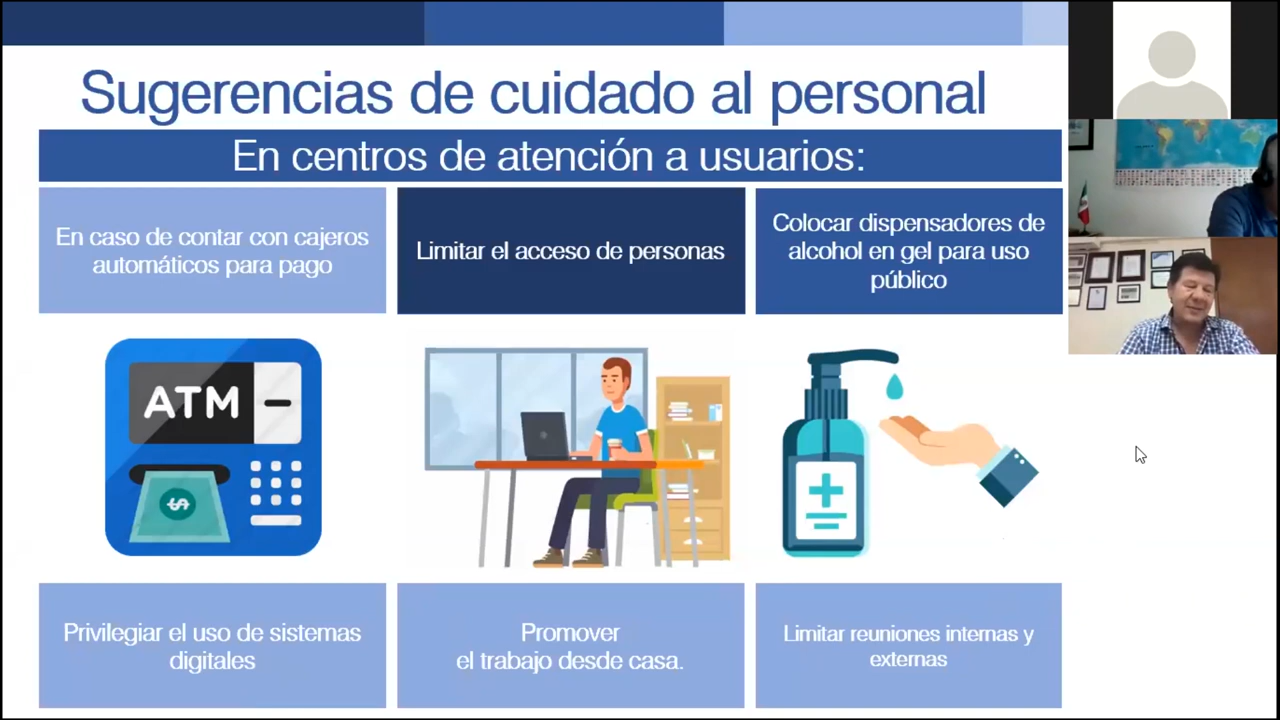 Sugerencias de cuidado al personal
En centros de atención a usuarios:
En caso de contar con cajeros
automáticos para pago
Limitar el acceso de personas
Colocar dispensadores de
alcohol en gel para uso
público
ATM
$
Privilegiar el uso de sistemas
digitales
Promover
el trabajo desde casa.
Limitar reuniones internas y
externas